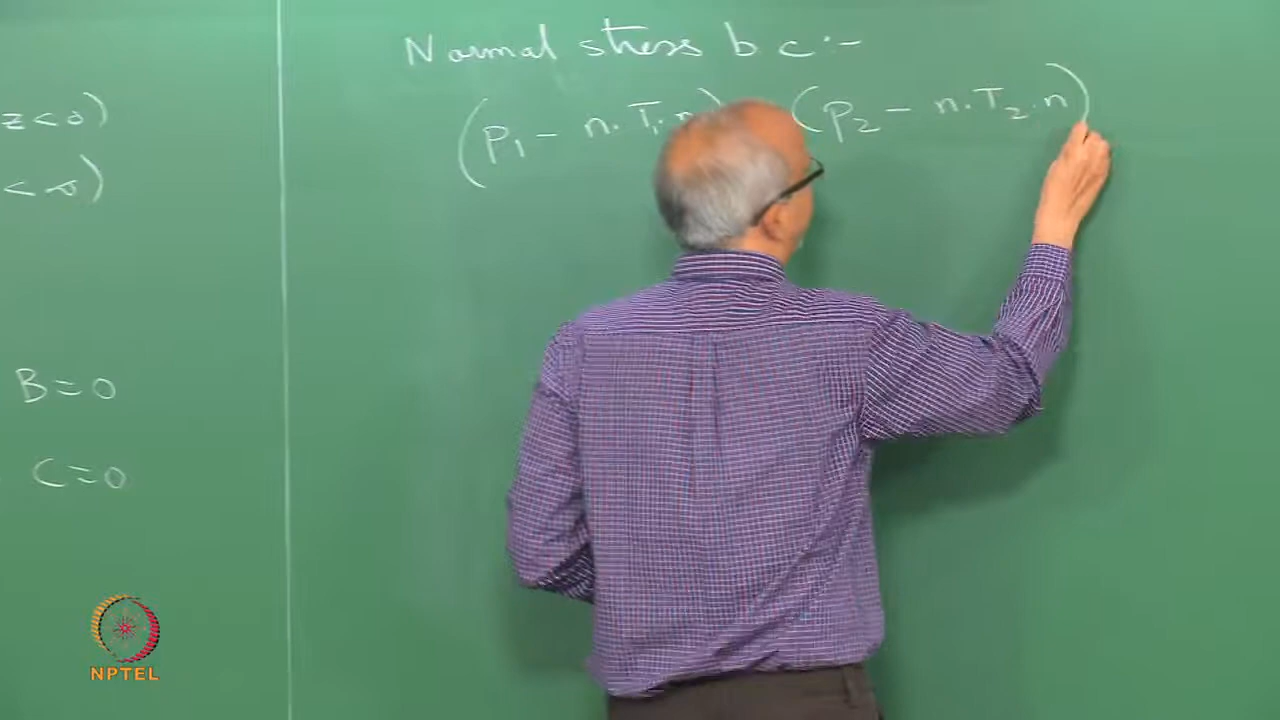 z<0)
<∞)
B=0
C=0
Normal stress b c :-
(P₁ - n. T₁. n) (P₂ - n. T₂. n)
NPTEL